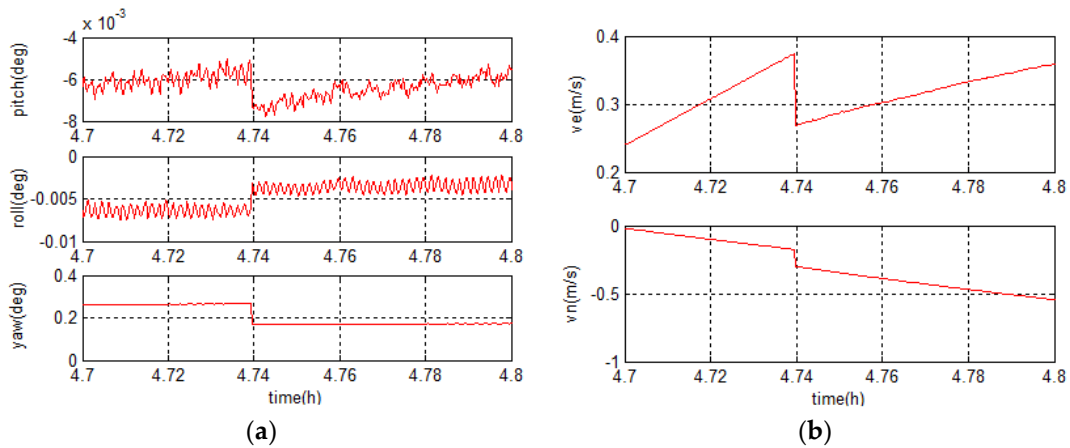 x 10⁻³
-4
-6
-8
pitch(deg)
4.7 4.72 4.74 4.76 4.78 4.8
0
-0.005
-0.01
roll(deg)
4.7 4.72 4.74 4.76 4.78 4.8
0.4
0.2
0
yaw(deg)
4.7 4.72 4.74 4.76 4.78 4.8
time(h)
(a)
0.4
0.3
0.2
ve(m/s)
4.7 4.72 4.74 4.76 4.78 4.8
0
-0.5
-1
vn(m/s)
4.7 4.72 4.74 4.76 4.78 4.8
time(h)
(b)